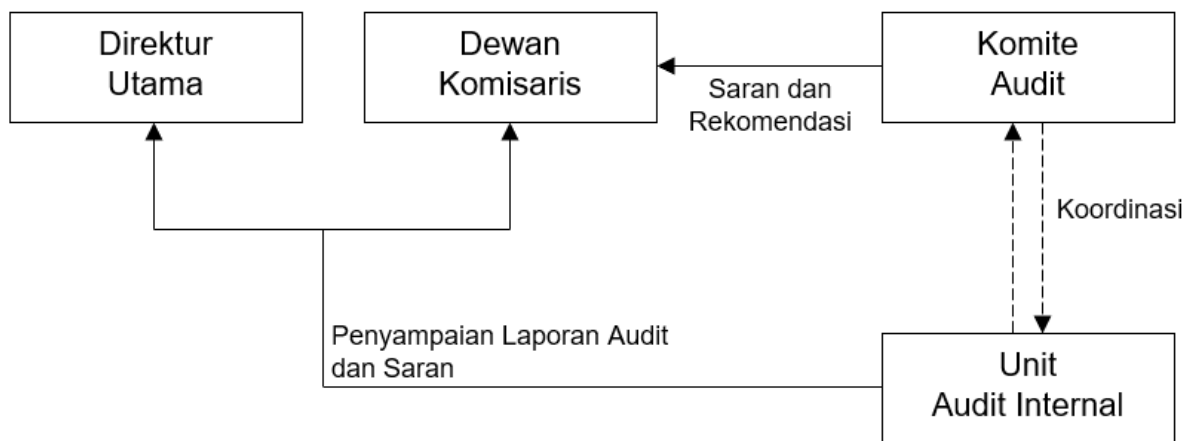 Direktur
Utama
Dewan
Komisaris
Komite
Audit
Saran dan
Rekomendasi
Koordinasi
Penyampaian Laporan Audit
dan Saran
Unit
Audit Internal